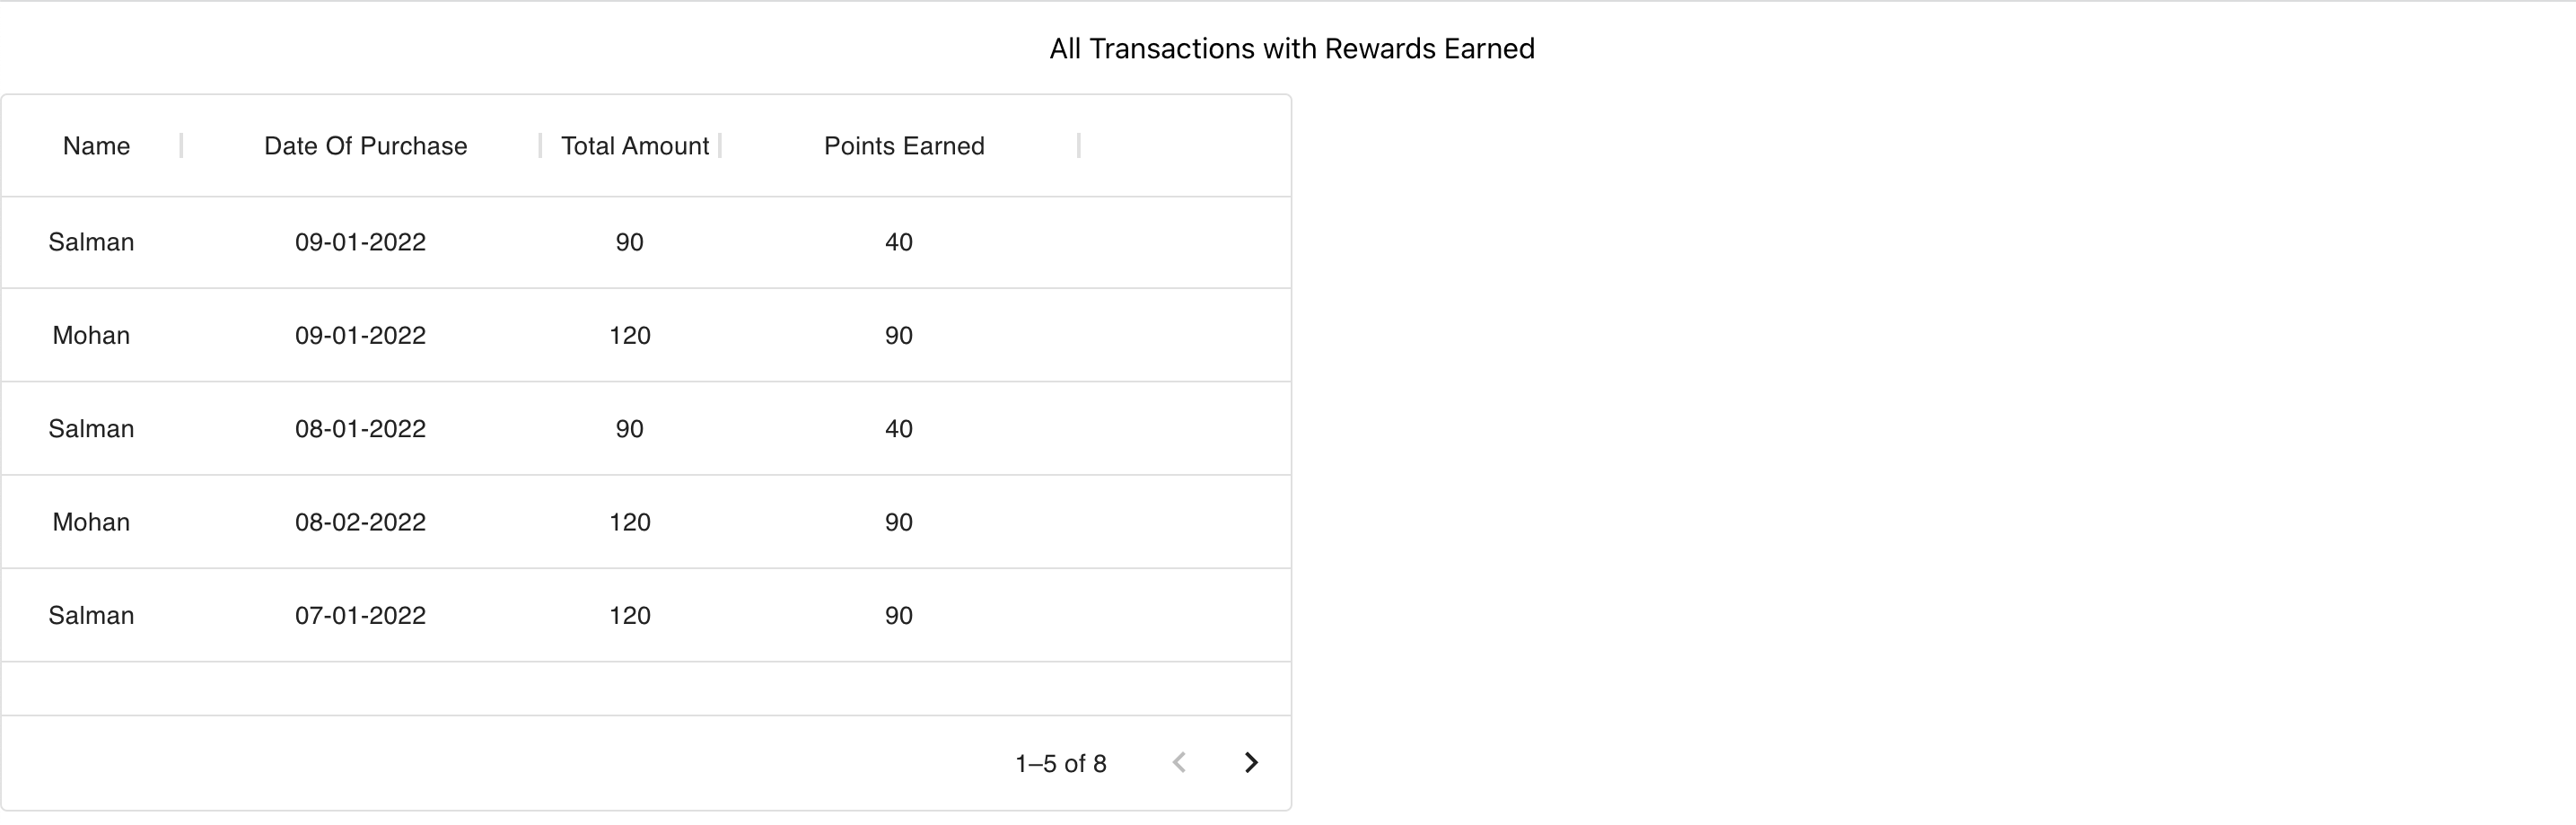 All Transactions with Rewards Earned
Name Date Of Purchase Total Amount Points Earned
Salman 09-01-2022 90 40
Mohan 09-01-2022 120 90
Salman 08-01-2022 90 40
Mohan 08-02-2022 120 90
Salman 07-01-2022 120 90
1–5 of 8